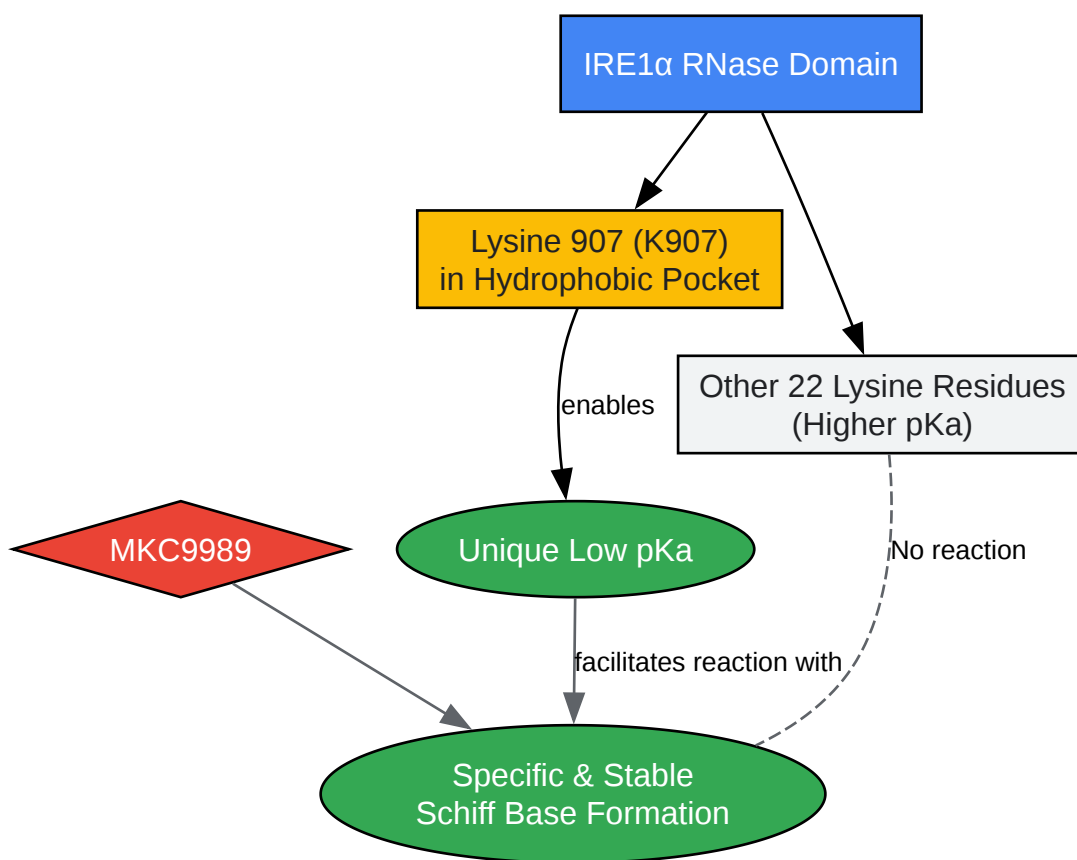 IRE1α RNase Domain
Lysine 907 (K907)
in Hydrophobic Pocket
Other 22 Lysine Residues
(Higher pKa)
enables
MKC9989
Unique Low pKa
No reaction
facilitates reaction with
Specific & Stable
Schiff Base Formation